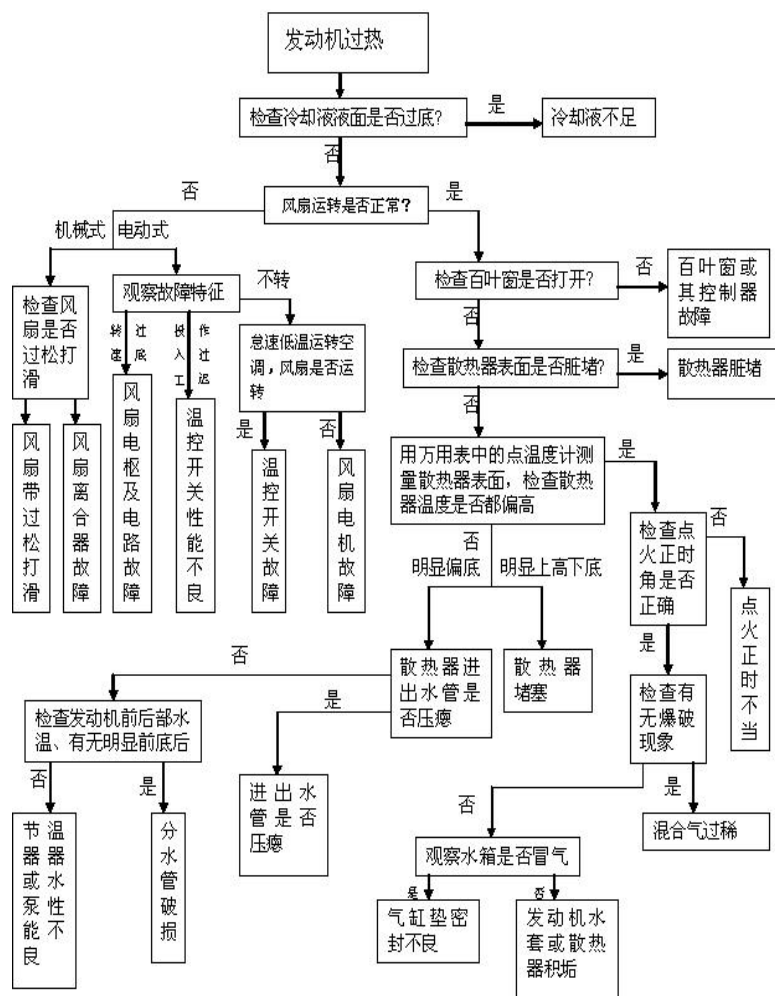 发动机过热
检查冷却液液面是否过底?
是
冷却液不足
否
风扇运转是否正常?
否
是
机械式
电动式
检查风
扇是否
过松打
滑
观察故障特征
不转
检查百叶窗是否打开?
否
百叶窗或
其控制器
故障
转速过底
投入工作过迟
怠速低温运转空
调,风扇是否运
转
否
检查散热器表面是否脏堵?
是
散热器脏堵
风扇带过松打滑
风扇离合器故障
风扇电枢及电路故障
温控开关性能不良
是
温控开关故障
否
风扇电机故障
否
用万用表中的点温度计测
量散热器表面,检查散热
器温度是否都偏高
是
检查点
火正时
角是否
正确
否
点火正时不当
否
明显偏底
明显上高下底
散热器进
出水管是
否压瘪
散热器
堵塞
是
检查有
无爆破
现象
否
检查发动机前后部水
温、有无明显前底后
是
进出水
管是否
压瘪
否
节温
器器
或水
泵性
能不
良
是
分水管破损
否
是
混合气过稀
观察水箱是否冒气
是
气缸垫密
封不良
否
发动机水
套或散热
器积垢